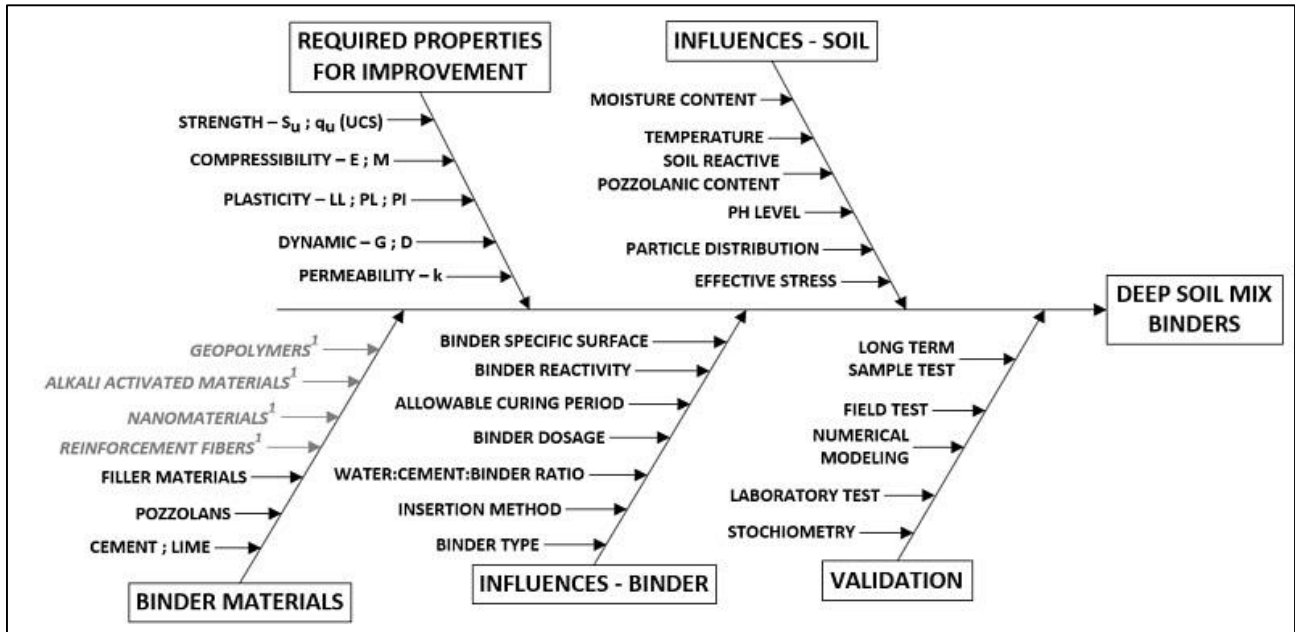 REQUIRED PROPERTIES
FOR IMPROVEMENT
STRENGTH – Su ; qu (UCS)
COMPRESSIBILITY – E ; M
PLASTICITY – LL ; PL ; PI
DYNAMIC – G ; D
PERMEABILITY – k
INFLUENCES - SOIL
MOISTURE CONTENT
TEMPERATURE
SOIL REACTIVE
POZZOLANIC CONTENT
PH LEVEL
PARTICLE DISTRIBUTION
EFFECTIVE STRESS
DEEP SOIL MIX
BINDERS
GEOPOLYMERS¹
ALKALI ACTIVATED MATERIALS¹
NANOMATERIALS¹
REINFORCEMENT FIBERS¹
FILLER MATERIALS
POZZOLANS
CEMENT ; LIME
BINDER MATERIALS
BINDER SPECIFIC SURFACE
BINDER REACTIVITY
ALLOWABLE CURING PERIOD
BINDER DOSAGE
WATER:CEMENT:BINDER RATIO
INSERTION METHOD
BINDER TYPE
INFLUENCES - BINDER
LONG TERM
SAMPLE TEST
FIELD TEST
NUMERICAL
MODELING
LABORATORY TEST
STOCHIOMETRY
VALIDATION